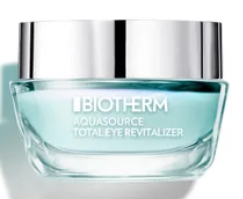 BIOTHERM
AQUASOURCE
TOTAL EYE REVITALIZER